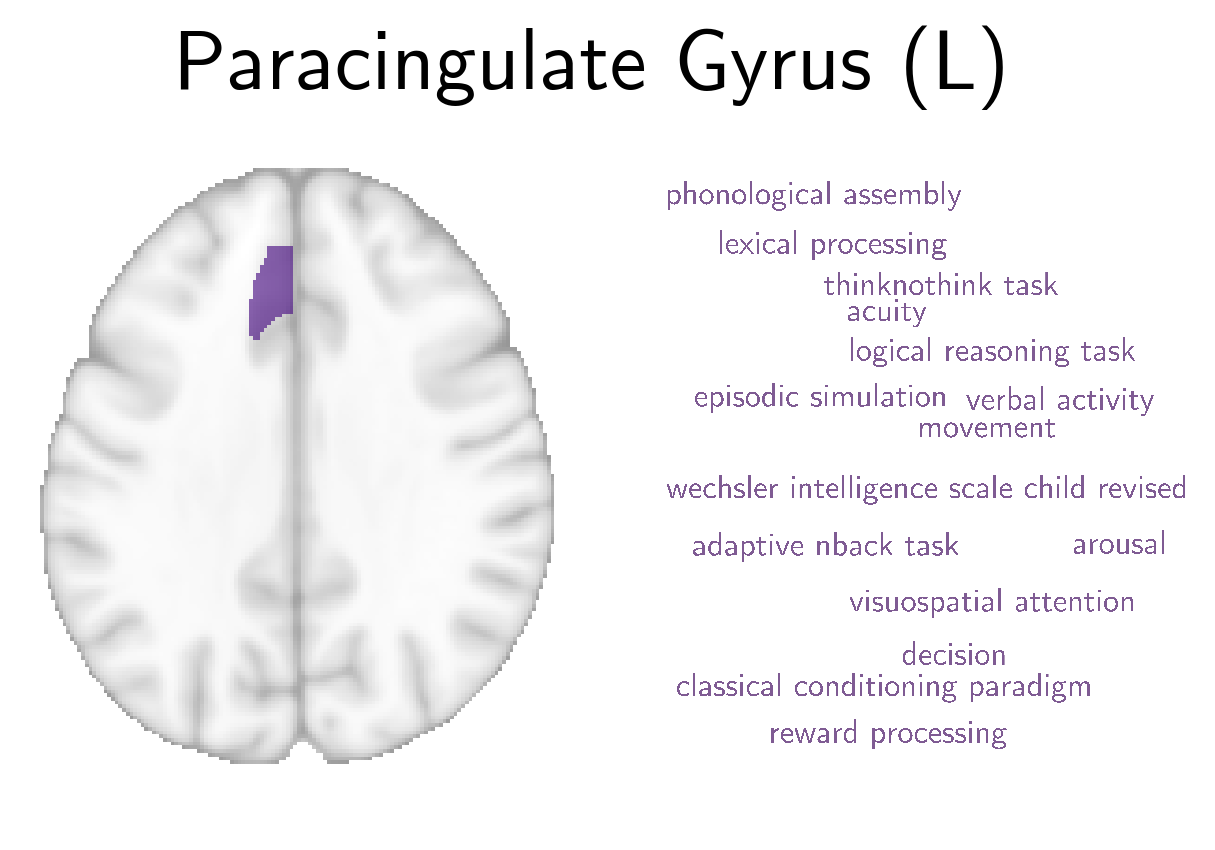 Paracingulate Gyrus (L)
phonological assembly
lexical processing
thinknothink task
acuity
logical reasoning task
episodic simulation verbal activity
movement
wechsler intelligence scale child revised
adaptive nback task arousal
visuospatial attention
decision
classical conditioning paradigm
reward processing